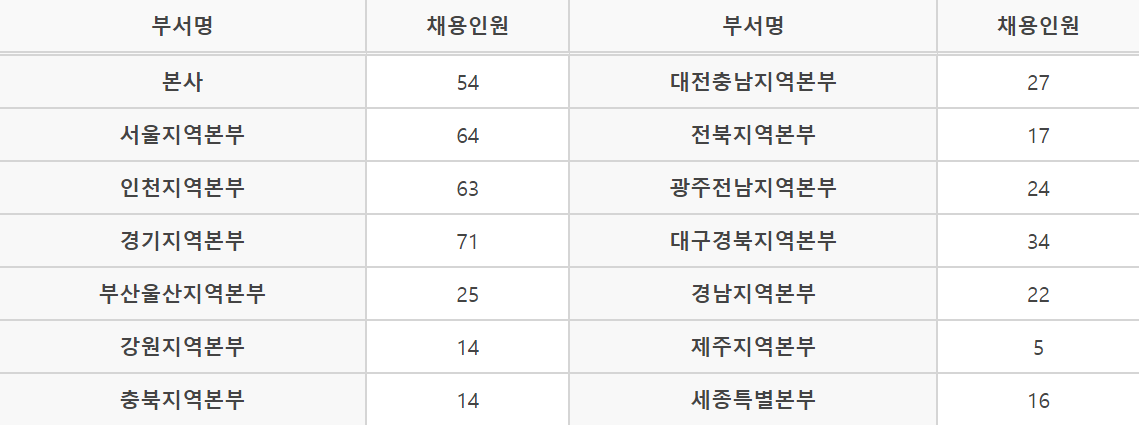 부서명 채용인원 부서명 채용인원
본사 54 대전충남지역본부 27
서울지역본부 64 전북지역본부 17
인천지역본부 63 광주전남지역본부 24
경기지역본부 71 대구경북지역본부 34
부산울산지역본부 25 경남지역본부 22
강원지역본부 14 제주지역본부 5
충북지역본부 14 세종특별본부 16